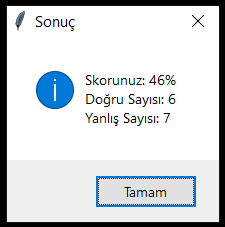 Sonuç
Skorunuz: 46%
Doğru Sayısı: 6
Yanlış Sayısı: 7
Tamam